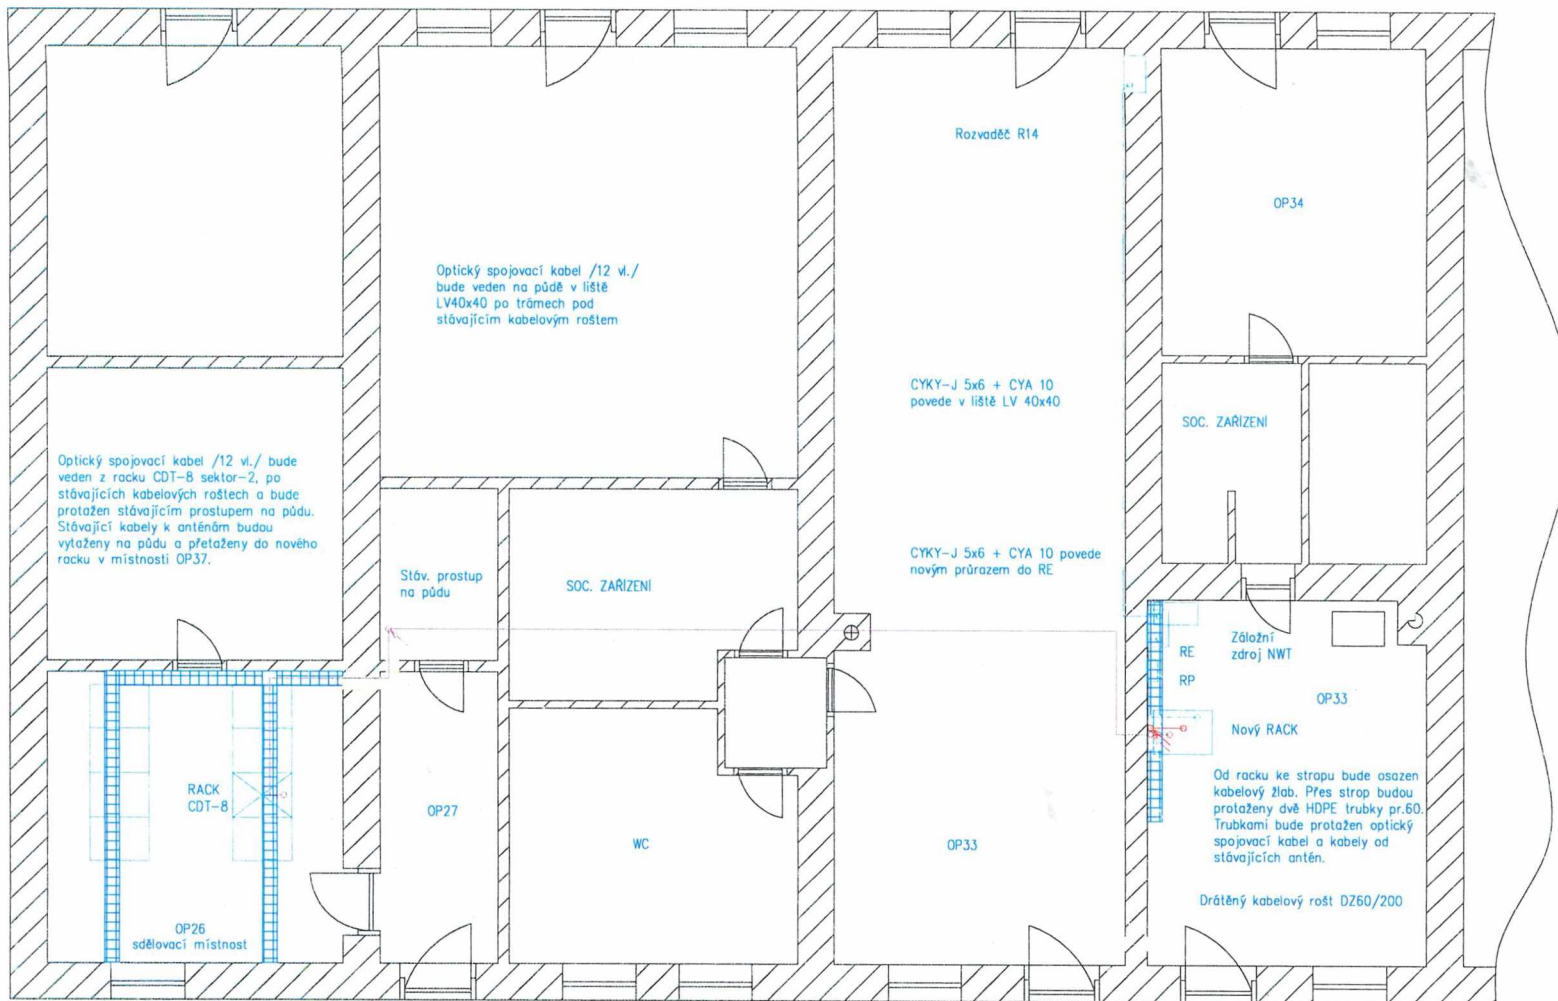 Rozvaděč R14
OP34
Optický spojovací kabel /12 vl./
bude veden na půdě v liště
LV40x40 po trámech pod
stávajícím kabelovým roštem
CYKY-J 5x6 + CYA 10
povede v liště LV 40x40
SOC. ZAŘÍZENÍ
Optický spojovací kabel /12 vl./ bude
veden z racku CDT-8 sektor-2, po
stávajících kabelových roštech a bude
protažen stávajícím prostupem na půdu.
Stávající kabely k anténám budou
vytaženy na půdu a přetaženy do nového
racku v místnosti OP37.
CYKY-J 5x6 + CYA 10 povede
novým průrazem do RE
Stáv. prostup
na půdu
SOC. ZAŘÍZENÍ
Záložní
zdroj NWT
RE
RP
OP33
Nový RACK
Od racku ke stropu bude osazen
kabelový žlab. Přes strop budou
protaženy dvě HDPE trubky pr.60.
Trubkami bude protažen optický
spojovací kabel a kabely od
stávajících antén.
RACK
CDT-8
OP27
WC
OP33
Drátěný kabelový rošt DZ60/200
OP26
sdělovací místnost